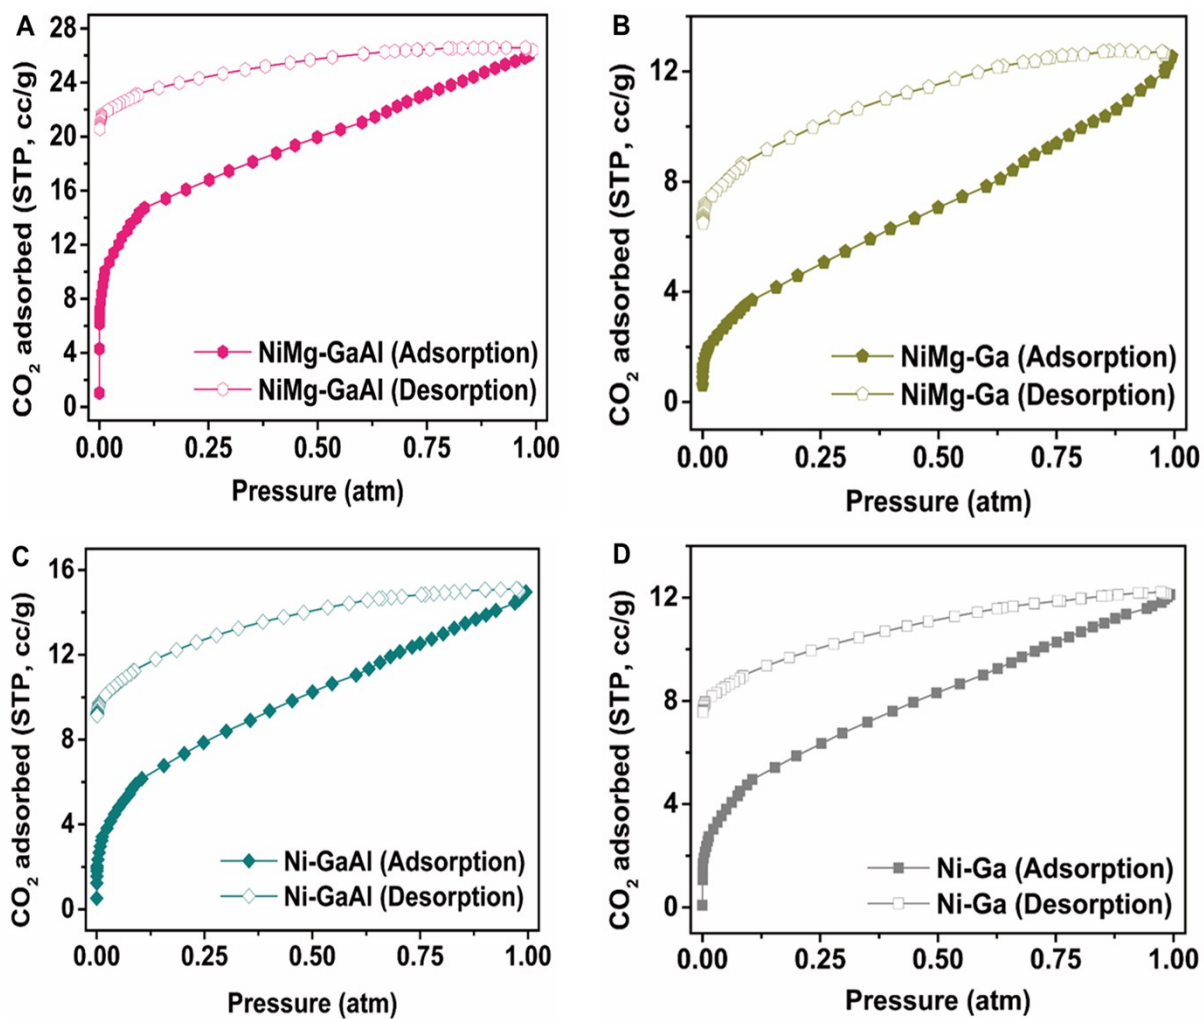 A
CO2 adsorbed (STP, cc/g)
28
24
20
16
12
8
4
0
NiMg-GaAl (Adsorption)
NiMg-GaAl (Desorption)
0.00 0.25 0.50 0.75 1.00
Pressure (atm)
B
CO2 adsorbed (STP, cc/g)
12
8
4
0
NiMg-Ga (Adsorption)
NiMg-Ga (Desorption)
0.00 0.25 0.50 0.75 1.00
Pressure (atm)
C
CO2 adsorbed (STP, cc/g)
16
12
8
4
0
Ni-GaAl (Adsorption)
Ni-GaAl (Desorption)
0.00 0.25 0.50 0.75 1.00
Pressure (atm)
D
CO2 adsorbed (STP, cc/g)
12
8
4
0
Ni-Ga (Adsorption)
Ni-Ga (Desorption)
0.00 0.25 0.50 0.75 1.00
Pressure (atm)